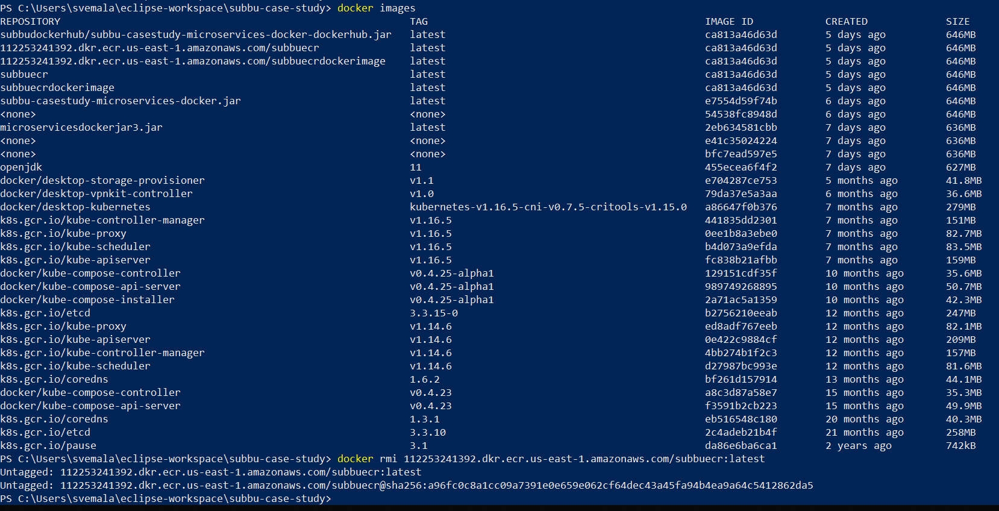 PS C:\Users\svemala\eclipse-workspace\subbu-case-study> docker images
REPOSITORY TAG IMAGE ID CREATED SIZE
subbudockerhub/subbu-casestudy-microservices-docker-dockerhub.jar latest ca813a46d63d 5 days ago 646MB
112253241392.dkr.ecr.us-east-1.amazonaws.com/subbuecr latest ca813a46d63d 5 days ago 646MB
112253241392.dkr.ecr.us-east-1.amazonaws.com/subbuecrdockerimage latest ca813a46d63d 5 days ago 646MB
subbuecr latest ca813a46d63d 5 days ago 646MB
subbuecrdockerimage latest ca813a46d63d 5 days ago 646MB
subbu-casestudy-microservices-docker.jar latest e7554d59f74b 6 days ago 646MB
<none> <none> 54538fc8948d 6 days ago 646MB
microservicesdockerjar3.jar latest 2eb634581cbb 7 days ago 636MB
<none> <none> e41c35024224 7 days ago 636MB
<none> <none> bfc7ead597e5 7 days ago 636MB
openjdk 11 455ecea6f4f2 7 days ago 627MB
docker/desktop-storage-provisioner v1.1 e704287ce753 5 months ago 41.8MB
docker/desktop-vpnkit-controller v1.0 79da37e5a3aa 6 months ago 36.6MB
docker/desktop-kubernetes kubernetes-v1.16.5-cni-v0.7.5-critools-v1.15.0 a86647f0b376 7 months ago 279MB
k8s.gcr.io/kube-controller-manager v1.16.5 441835dd2301 7 months ago 151MB
k8s.gcr.io/kube-proxy v1.16.5 0ee1b8a3ebe0 7 months ago 82.7MB
k8s.gcr.io/kube-scheduler v1.16.5 b4d073a9efda 7 months ago 83.5MB
k8s.gcr.io/kube-apiserver v1.16.5 fc838b21afbb 7 months ago 159MB
docker/kube-compose-controller v0.4.25-alpha1 129151cdf35f 10 months ago 35.6MB
docker/kube-compose-api-server v0.4.25-alpha1 989749268895 10 months ago 50.7MB
docker/kube-compose-installer v0.4.25-alpha1 2a71ac5a1359 10 months ago 42.3MB
k8s.gcr.io/etcd 3.3.15-0 b2756210eeab 12 months ago 247MB
k8s.gcr.io/kube-proxy v1.14.6 ed8adf767eeb 12 months ago 82.1MB
k8s.gcr.io/kube-apiserver v1.14.6 0e422c9884cf 12 months ago 209MB
k8s.gcr.io/kube-controller-manager v1.14.6 4bb274b1f2c3 12 months ago 157MB
k8s.gcr.io/kube-scheduler v1.14.6 d27987bc993e 12 months ago 81.6MB
k8s.gcr.io/coredns 1.6.2 bf261d157914 13 months ago 44.1MB
docker/kube-compose-controller v0.4.23 a8c3d87a58e7 15 months ago 35.3MB
docker/kube-compose-api-server v0.4.23 f3591b2cb223 15 months ago 49.9MB
k8s.gcr.io/coredns 1.3.1 eb516548c180 20 months ago 40.3MB
k8s.gcr.io/etcd 3.3.10 2c4adeb21b4f 21 months ago 258MB
k8s.gcr.io/pause 3.1 da86e6ba6ca1 2 years ago 742kB
PS C:\Users\svemala\eclipse-workspace\subbu-case-study> docker rmi 112253241392.dkr.ecr.us-east-1.amazonaws.com/subbuecr:latest
Untagged: 112253241392.dkr.ecr.us-east-1.amazonaws.com/subbuecr:latest
Untagged: 112253241392.dkr.ecr.us-east-1.amazonaws.com/subbuecr@sha256:a96fc0c8a1cc09a7391e0e659e062cf64dec43a45fa94b4ea9a64c5412862da5
PS C:\Users\svemala\eclipse-workspace\subbu-case-study>